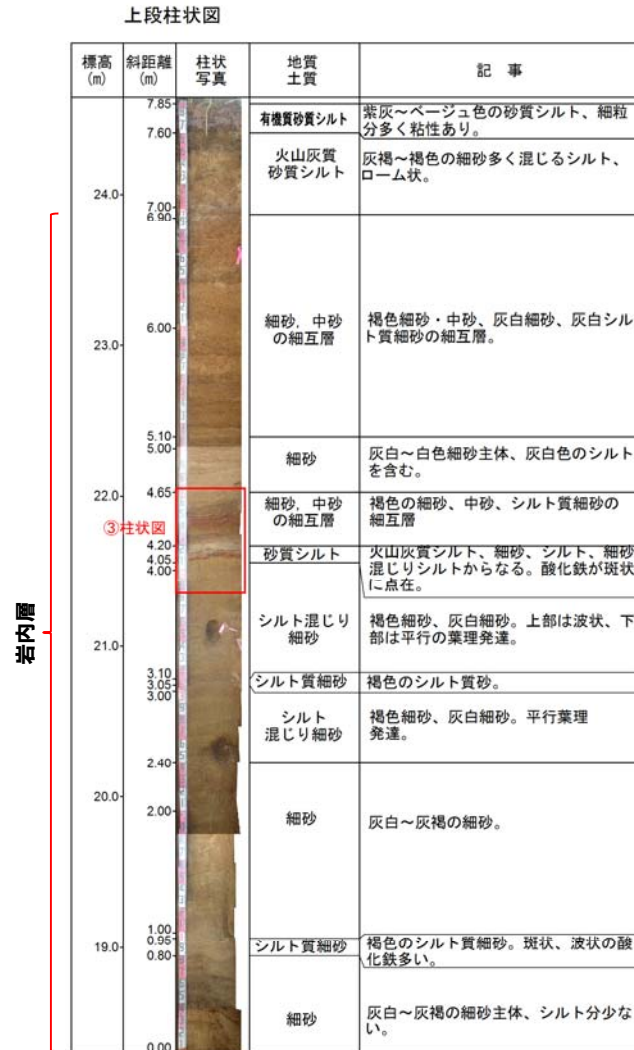 上段柱状図
標高
(m)
斜距離
(m)
柱状
写真
地質
土質
記 事
7.85
有機質砂質シルト
紫灰～ベージュ色の砂質シルト、細粒
分多く粘性あり。
7.60
火山灰質
砂質シルト
灰褐～褐色の細砂多く混じるシルト、
ローム状。
24.0
7.00
6.90
細砂，中砂
の細互層
褐色細砂・中砂、灰白細砂、灰白シル
ト質細砂の細互層。
6.00
23.0
5.10
5.00
細砂
灰白～白色細砂主体、灰白色のシルト
を含む。
22.0
4.65
細砂，中砂
の細互層
褐色の細砂、中砂、シルト質細砂の
細互層
③柱状図
4.20
4.05
4.00
砂質シルト
火山灰質シルト、細砂、シルト、細砂
混じりシルトからなる。酸化鉄が斑状
に点在。
シルト混じり
細砂
褐色細砂、灰白細砂。上部は波状、下
部は平行の葉理発達。
21.0
岩内層
3.10
3.05
3.00
シルト質細砂
褐色のシルト質砂。
シルト
混じり細砂
褐色細砂、灰白細砂。平行葉理
発達。
2.40
20.0
2.00
細砂
灰白～灰褐の細砂。
1.00
0.96
0.80
19.0
シルト質細砂
褐色のシルト質細砂。斑状、波状の酸
化鉄多い。
細砂
灰白～灰褐の細砂主体、シルト分少な
い。
0.00